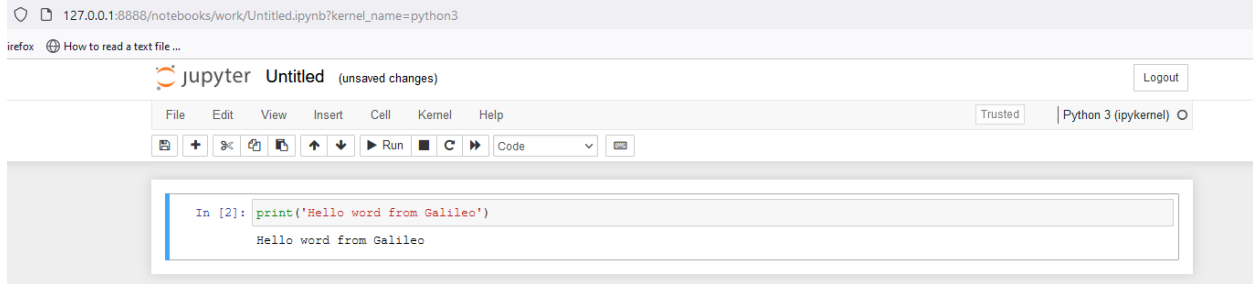 127.0.0.1:8888/notebooks/work/Untitled.ipynb?kernel_name=python3
irefox How to read a text file ...
jupyter Untitled (unsaved changes) Logout
File Edit View Insert Cell Kernel Help Trusted Python 3 (ipykernel)
Run Code
In [2]: print('Hello word from Galileo')
Hello word from Galileo